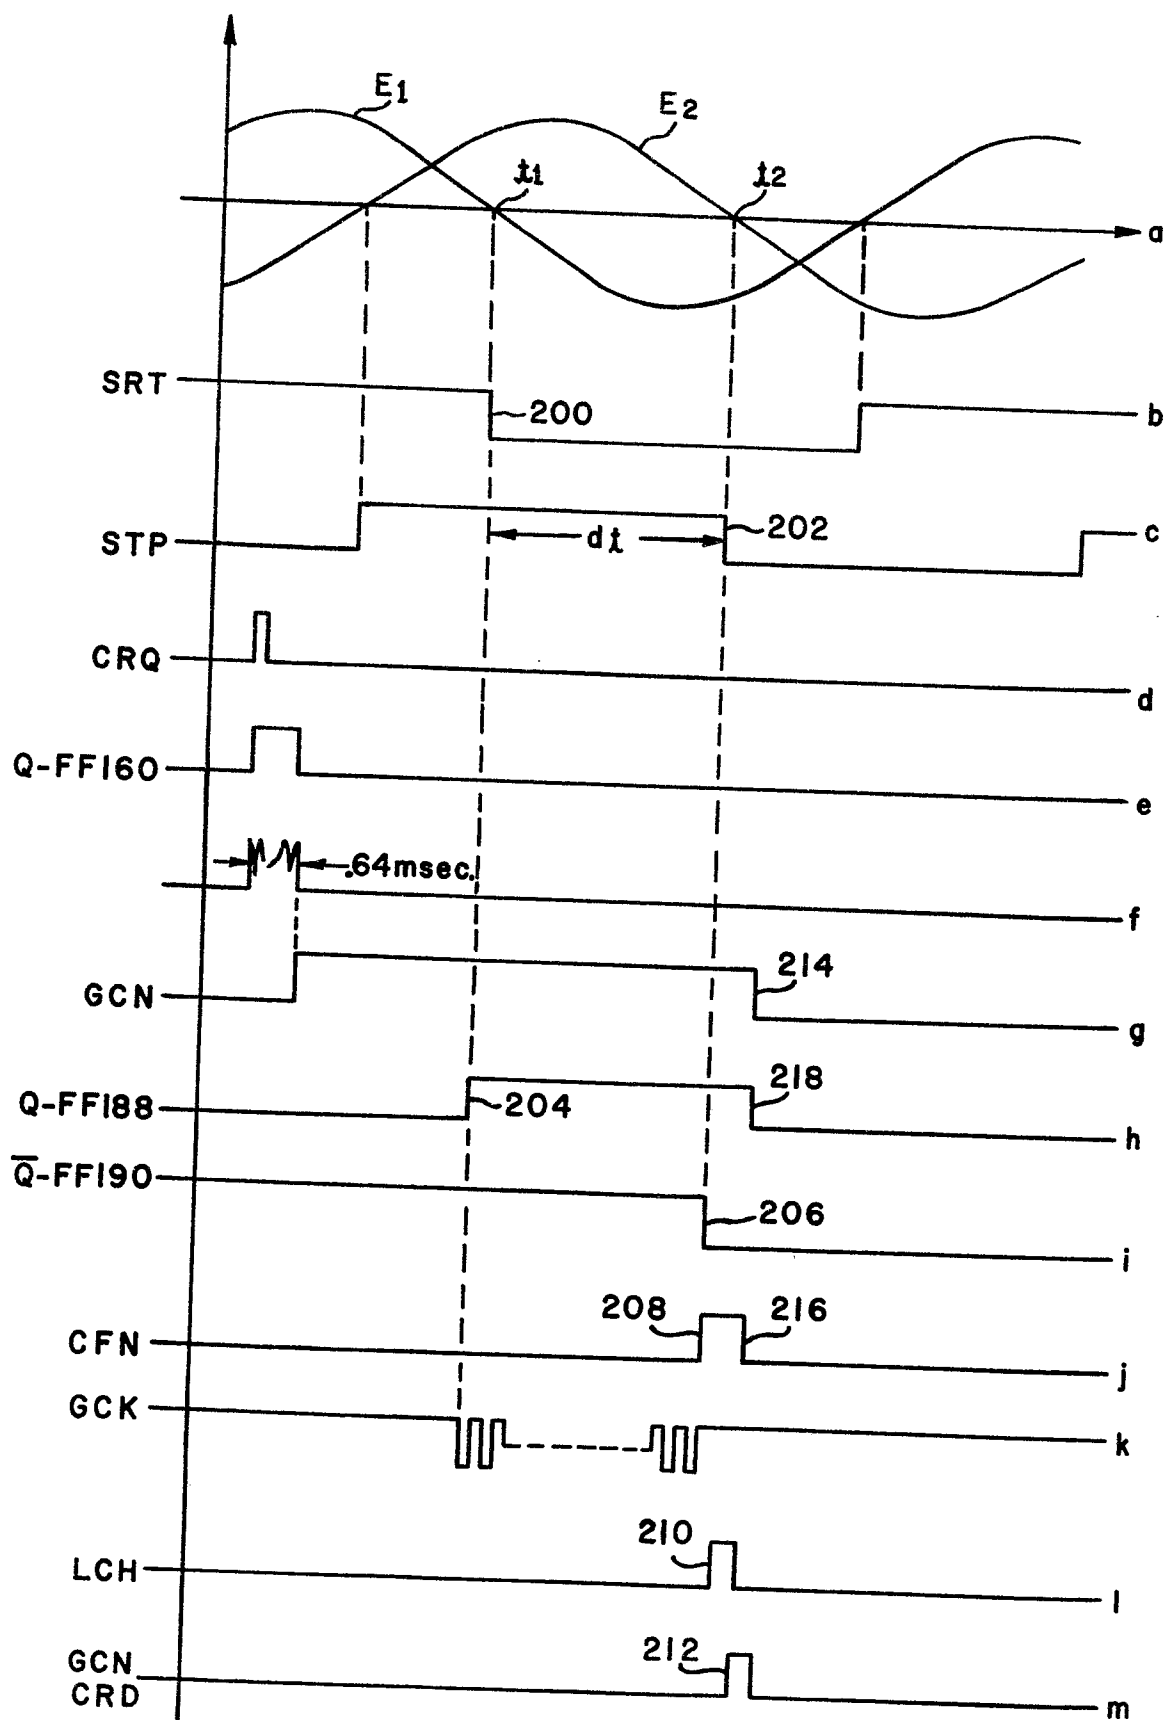 E1
E2
t1
t2
a
SRT
200
b
STP
dt
202
c
CRQ
d
Q-FF160
e
.64msec.
f
GCN
214
g
Q-FF188
204
218
h
Q̅-FF190
206
i
CFN
208
216
j
GCK
k
LCH
210
l
GCN
CRD
212
m